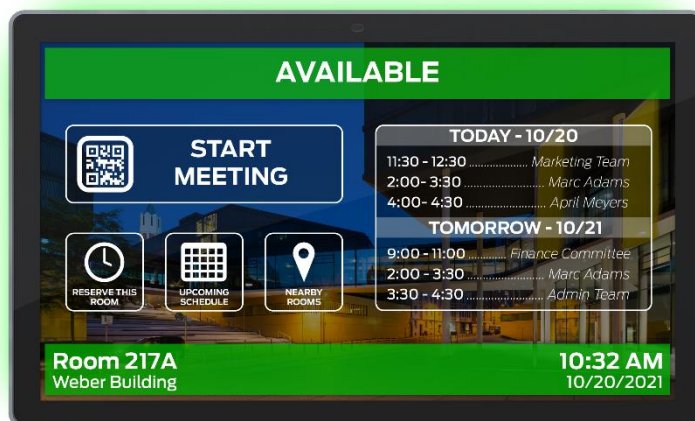 AVAILABLE
START
MEETING
RESERVE THIS
ROOM
UPCOMING
SCHEDULE
NEARBY
ROOMS
TODAY - 10/20
11:30 - 12:30 .................. Marketing Team
2:00- 3:30 ........................ Marc Adams
4:00- 4:30 ........................ April Meyers
TOMORROW - 10/21
9:00 - 11:00 ............ Finance Committee
2:00 - 3:30 ....................... Marc Adams
3:30 - 4:30 ....................... Admin Team
Room 217A
Weber Building
10:32 AM
10/20/2021